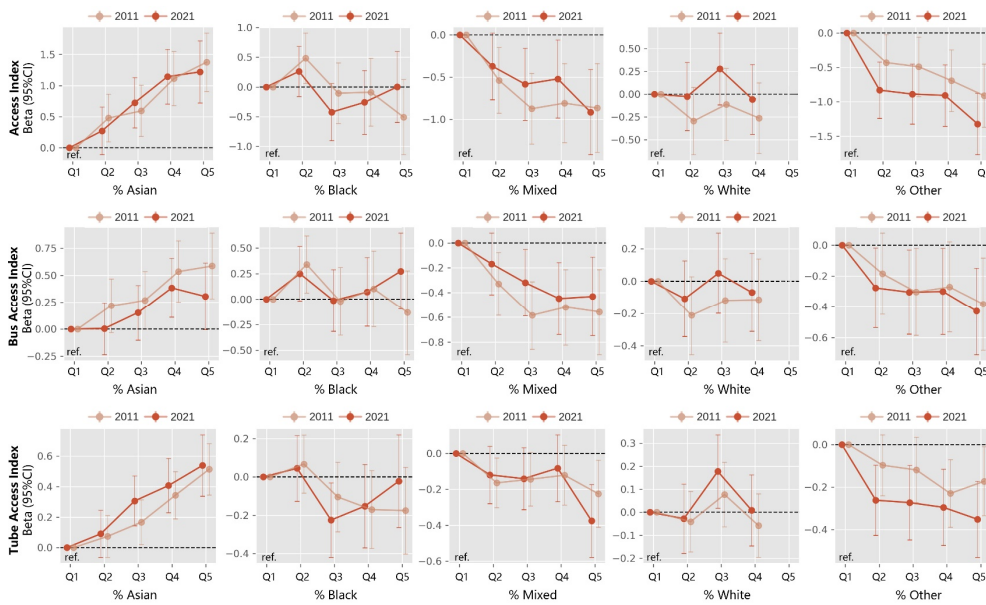 2011 2021
2011 2021
2011 2021
2011 2021
2011 2021
Access Index
Beta (95%CI)
1.5
1.0
0.5
0.0
ref.
Q1 Q2 Q3 Q4 Q5
% Asian
1.0
0.5
0.0
−0.5
−1.0
ref.
Q1 Q2 Q3 Q4 Q5
% Black
0.0
−0.5
−1.0
ref.
Q1 Q2 Q3 Q4 Q5
% Mixed
0.50
0.25
0.00
−0.25
−0.50
ref.
Q1 Q2 Q3 Q4 Q5
% White
0.0
−0.5
−1.0
−1.5
ref.
Q1 Q2 Q3 Q4 Q5
% Other
2011 2021
2011 2021
2011 2021
2011 2021
2011 2021
Bus Access Index
Beta (95%CI)
0.75
0.50
0.25
0.00
−0.25
ref.
Q1 Q2 Q3 Q4 Q5
% Asian
0.50
0.25
0.00
−0.25
−0.50
ref.
Q1 Q2 Q3 Q4 Q5
% Black
0.0
−0.2
−0.4
−0.6
−0.8
ref.
Q1 Q2 Q3 Q4 Q5
% Mixed
0.2
0.0
−0.2
−0.4
ref.
Q1 Q2 Q3 Q4 Q5
% White
0.0
−0.2
−0.4
−0.6
ref.
Q1 Q2 Q3 Q4 Q5
% Other
2011 2021
2011 2021
2011 2021
2011 2021
2011 2021
Tube Access Index
Beta (95%CI)
0.6
0.4
0.2
0.0
ref.
Q1 Q2 Q3 Q4 Q5
% Asian
0.2
0.0
−0.2
−0.4
ref.
Q1 Q2 Q3 Q4 Q5
% Black
0.0
−0.2
−0.4
−0.6
ref.
Q1 Q2 Q3 Q4 Q5
% Mixed
0.3
0.2
0.1
0.0
−0.1
−0.2
ref.
Q1 Q2 Q3 Q4 Q5
% White
0.0
−0.2
−0.4
ref.
Q1 Q2 Q3 Q4 Q5
% Other